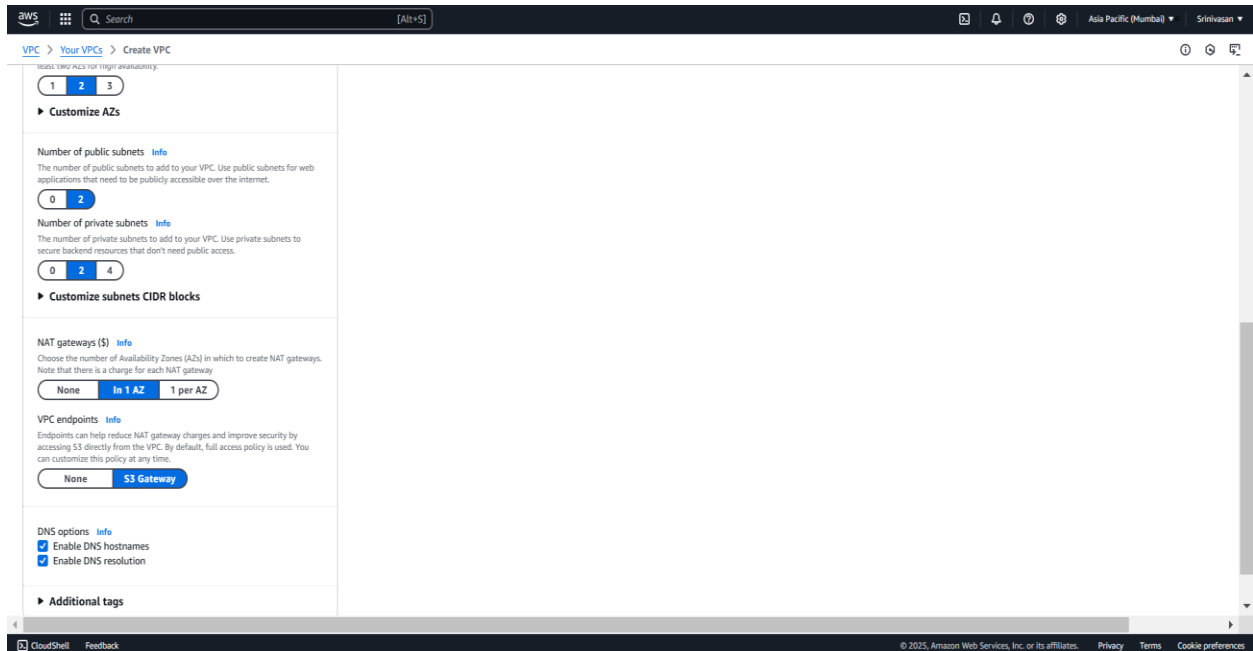 aws
Search [Alt+S] Asia Pacific (Mumbai) Srinivasan
VPC > Your VPCs > Create VPC
least two AZs for high availability.
1 2 3
Customize AZs
Number of public subnets Info
The number of public subnets to add to your VPC. Use public subnets for web
applications that need to be publicly accessible over the internet.
0 2
Number of private subnets Info
The number of private subnets to add to your VPC. Use private subnets to
secure backend resources that don't need public access.
0 2 4
Customize subnets CIDR blocks
NAT gateways ($) Info
Choose the number of Availability Zones (AZs) in which to create NAT gateways.
Note that there is a charge for each NAT gateway
None In 1 AZ 1 per AZ
VPC endpoints Info
Endpoints can help reduce NAT gateway charges and improve security by
accessing S3 directly from the VPC. By default, full access policy is used. You
can customize this policy at any time.
None S3 Gateway
DNS options Info
Enable DNS hostnames
Enable DNS resolution
Additional tags
CloudShell Feedback © 2025, Amazon Web Services, Inc. or its affiliates. Privacy Terms Cookie preferences